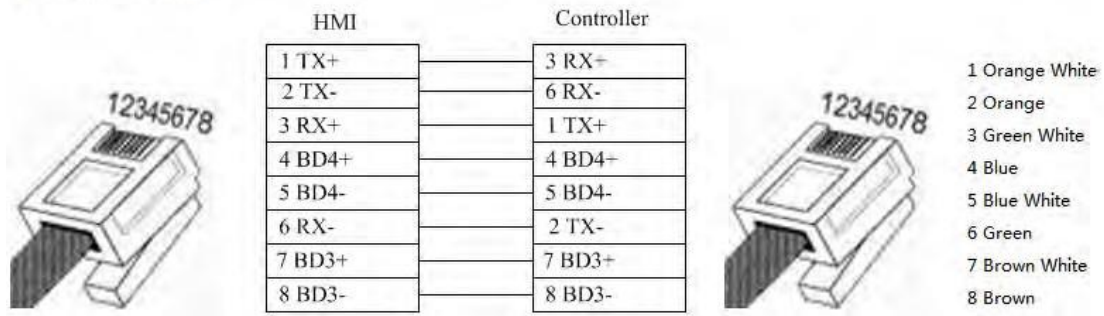 HMI
Controller
1 TX+
3 RX+
2 TX-
6 RX-
3 RX+
1 TX+
4 BD4+
4 BD4+
5 BD4-
5 BD4-
6 RX-
2 TX-
7 BD3+
7 BD3+
8 BD3-
8 BD3-
12345678
12345678
1 Orange White
2 Orange
3 Green White
4 Blue
5 Blue White
6 Green
7 Brown White
8 Brown